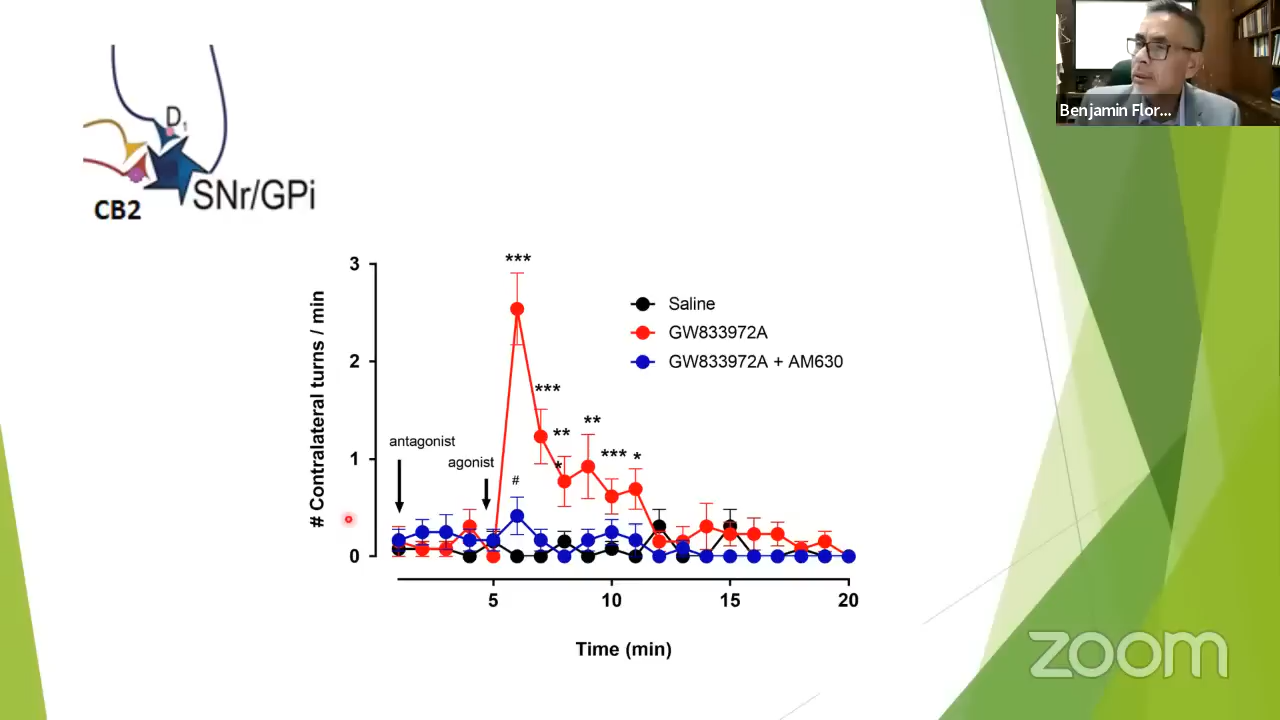 Benjamin Flor...
D1
SNr/GPi
CB2
3
***
Saline
GW833972A
GW833972A + AM630
2
***
**
**
*** *
*
antagonist
agonist
1
#
0
# Contralateral turns / min
5 10 15 20
Time (min)
zoom